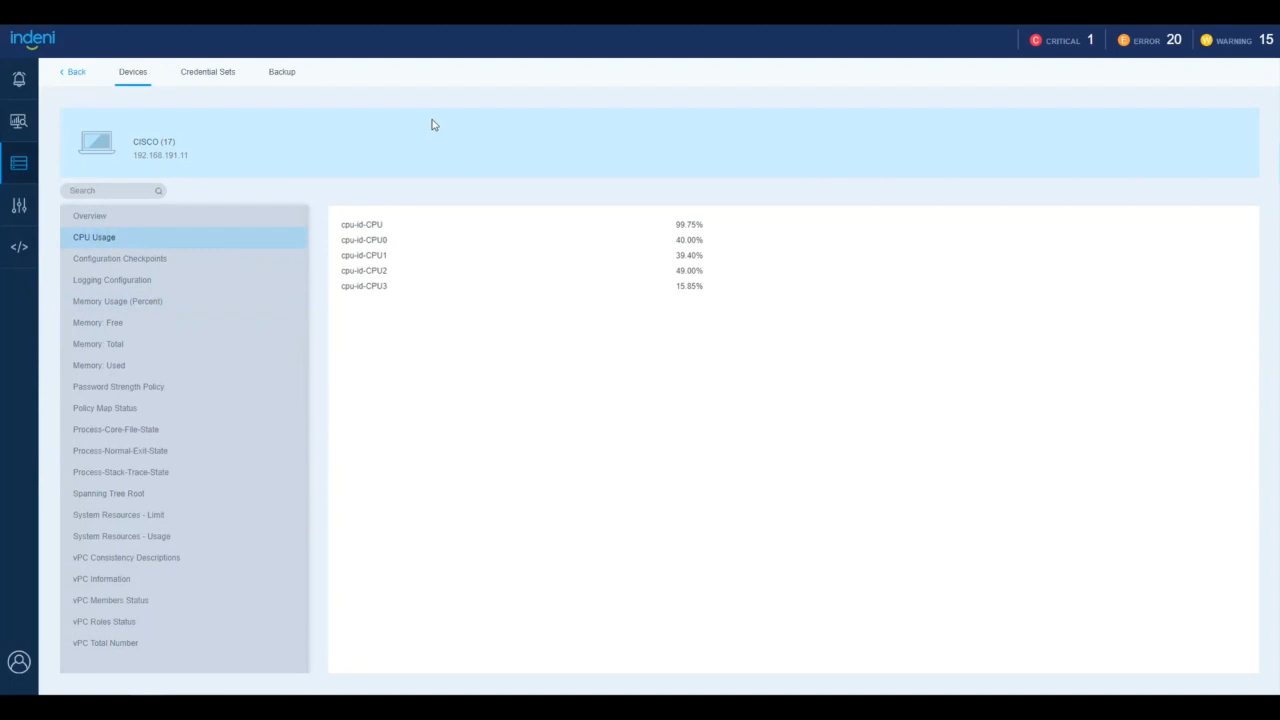 indeni
C CRITICAL 1 E ERROR 20 W WARNING 15
‹ Back Devices Credential Sets Backup
CISCO (17)
192.168.191.11
Search
Overview
CPU Usage
Configuration Checkpoints
Logging Configuration
Memory Usage (Percent)
Memory: Free
Memory: Total
Memory: Used
Password Strength Policy
Policy Map Status
Process-Core-File-State
Process-Normal-Exit-State
Process-Stack-Trace-State
Spanning Tree Root
System Resources - Limit
System Resources - Usage
vPC Consistency Descriptions
vPC Information
vPC Members Status
vPC Roles Status
vPC Total Number
cpu-id-CPU 99.75%
cpu-id-CPU0 40.00%
cpu-id-CPU1 39.40%
cpu-id-CPU2 49.00%
cpu-id-CPU3 15.85%